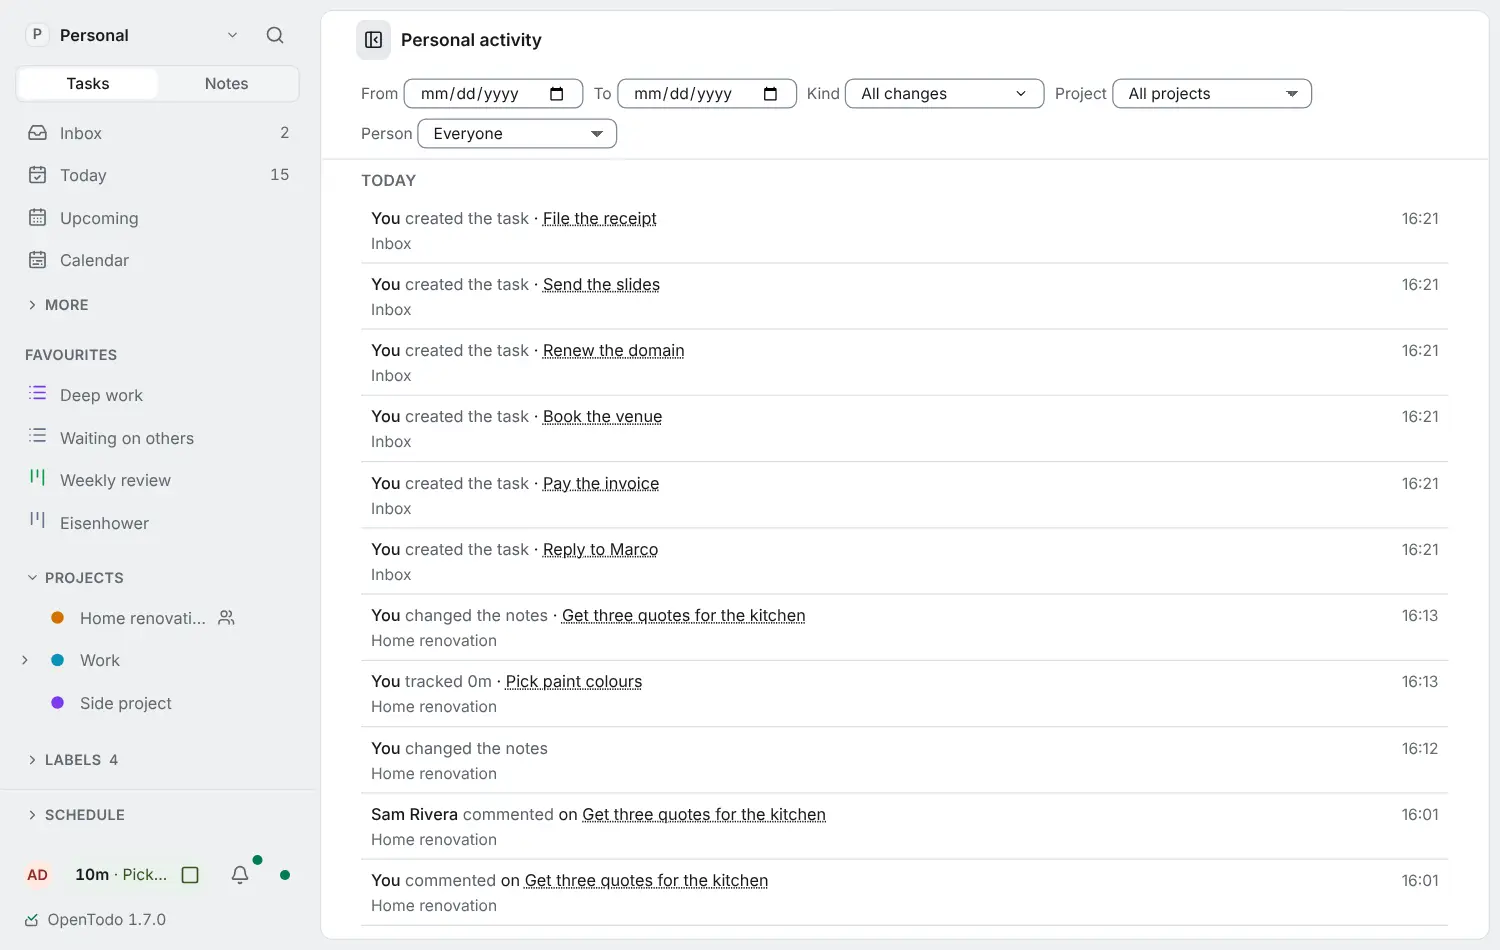 P Personal
Tasks Notes
Inbox 2
Today 15
Upcoming
Calendar
MORE
FAVOURITES
Deep work
Waiting on others
Weekly review
Eisenhower
PROJECTS
Home renovati...
Work
Side project
LABELS 4
SCHEDULE
AD 10m · Pick...
OpenTodo 1.7.0
Personal activity
From mm/dd/yyyy To mm/dd/yyyy Kind All changes Project All projects
Person Everyone
TODAY
You created the task · File the receipt 16:21
Inbox
You created the task · Send the slides 16:21
Inbox
You created the task · Renew the domain 16:21
Inbox
You created the task · Book the venue 16:21
Inbox
You created the task · Pay the invoice 16:21
Inbox
You created the task · Reply to Marco 16:21
Inbox
You changed the notes · Get three quotes for the kitchen 16:13
Home renovation
You tracked 0m · Pick paint colours 16:13
Home renovation
You changed the notes 16:12
Home renovation
Sam Rivera commented on Get three quotes for the kitchen 16:01
Home renovation
You commented on Get three quotes for the kitchen 16:01
Home renovation